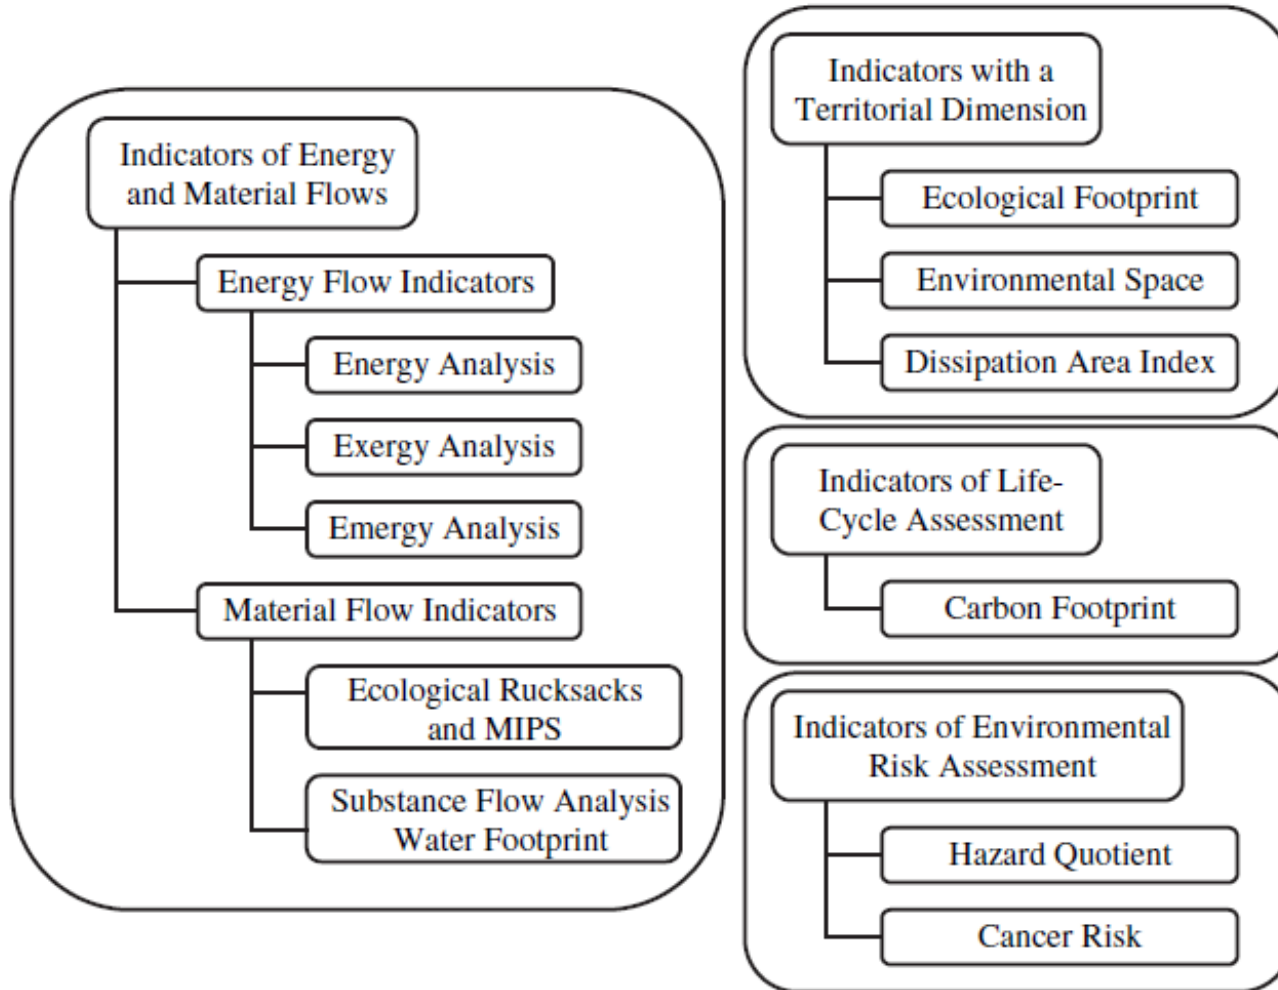 Indicators of Energy
and Material Flows
Energy Flow Indicators
Energy Analysis
Exergy Analysis
Emergy Analysis
Material Flow Indicators
Ecological Rucksacks
and MIPS
Substance Flow Analysis
Water Footprint
Indicators with a
Territorial Dimension
Ecological Footprint
Environmental Space
Dissipation Area Index
Indicators of Life-
Cycle Assessment
Carbon Footprint
Indicators of Environmental
Risk Assessment
Hazard Quotient
Cancer Risk